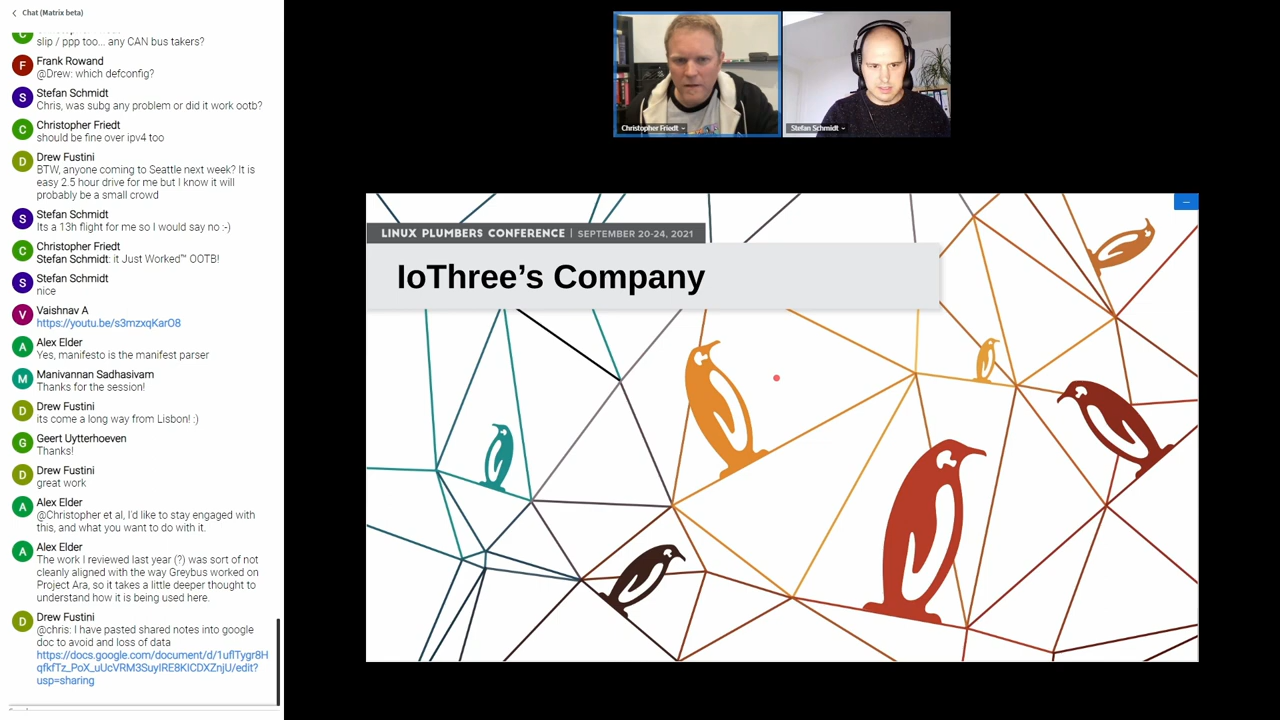 Chat (Matrix beta)
slip / ppp too... any CAN bus takers?
F
Frank Rowand
@Drew: which defconfig?
S
Stefan Schmidt
Chris, was subg any problem or did it work ootb?
C
Christopher Friedt
should be fine over ipv4 too
D
Drew Fustini
BTW, anyone coming to Seattle next week? It is
easy 2.5 hour drive for me but I know it will
probably be a small crowd
S
Stefan Schmidt
Its a 13h flight for me so I would say no :-)
C
Christopher Friedt
Stefan Schmidt: it Just Worked™ OOTB!
S
Stefan Schmidt
nice
V
Vaishnav A
https://youtu.be/s3mzxqKarO8
A
Alex Elder
Yes, manifesto is the manifest parser
M
Manivannan Sadhasivam
Thanks for the session!
D
Drew Fustini
its come a long way from Lisbon! :)
G
Geert Uytterhoeven
Thanks!
D
Drew Fustini
great work
A
Alex Elder
@Christopher et al, I'd like to stay engaged with
this, and what you want to do with it.
A
Alex Elder
The work I reviewed last year (?) was sort of not
cleanly aligned with the way Greybus worked on
Project Ara, so it takes a little deeper thought to
understand how it is being used here.
D
Drew Fustini
@chris: I have pasted shared notes into google
doc to avoid and loss of data
https://docs.google.com/document/d/1uflTygr8H
qfkfTz_PoX_uUcVRM3SuyIRE8KICDXZnjU/edit?
usp=sharing
Christopher Friedt
Stefan Schmidt
LINUX PLUMBERS CONFERENCE | SEPTEMBER 20-24, 2021
IoThree's Company